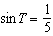 sin T = 1/5